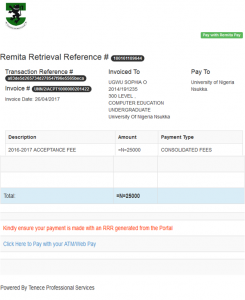 Pay with Remita Pay
Remita Retrieval Reference #
Transaction Reference #
Invoice #
Invoice Date: 26/04/2017
Invoiced To
UGWU SOPHIA O
2014/191235
300 LEVEL ,
COMPUTER EDUCATION
UNDERGRADUATE
University Of Nigeria
Nsukka
Pay To
University of Nigeria
Nsukka
Description Amount Payment Type
2016-2017 ACCEPTANCE FEE =N=25000 CONSOLIDATED FEES
Total: =N=25000
Kindly ensure your payment is made with an RRR generated from the Portal
Click Here to Pay with your ATM/Web Pay
Powered By Tenece Professional Services